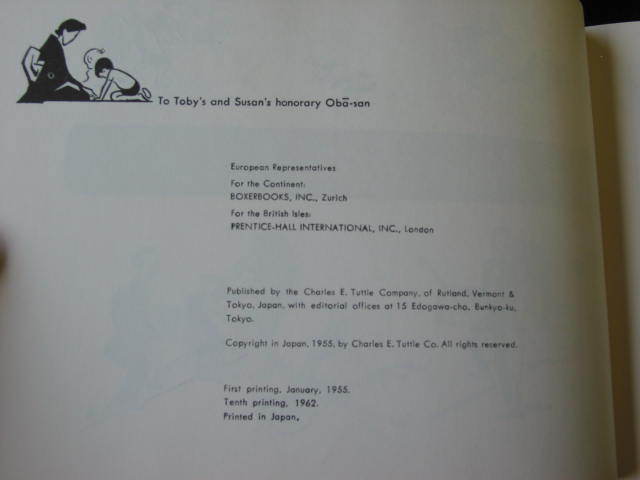 To Toby's and Susan's honorary Obā-san
European Representatives
For the Continent:
BOXERBOOKS, INC., Zurich
For the British Isles:
PRENTICE-HALL INTERNATIONAL, INC., London
Published by the Charles E. Tuttle Company, of Rutland, Vermont &
Tokyo, Japan, with editorial offices at 15 Edogawa-cho, Bunkyo-ku,
Tokyo.
Copyright in Japan, 1955, by Charles E. Tuttle Co. All rights reserved.
First printing, January, 1955.
Tenth printing, 1962.
Printed in Japan.